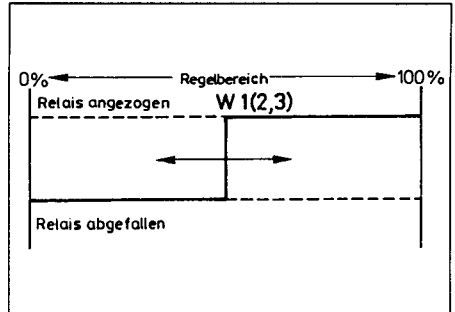 0% Regelbereich 100%
Relais angezogen
W 1(2,3)
Relais abgefallen